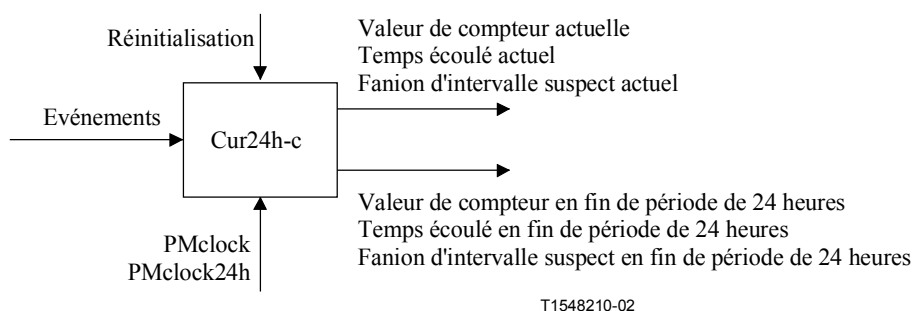 Réinitialisation
Valeur de compteur actuelle
Temps écoulé actuel
Fanion d'intervalle suspect actuel
Evénements
Cur24h-c
Valeur de compteur en fin de période de 24 heures
Temps écoulé en fin de période de 24 heures
Fanion d'intervalle suspect en fin de période de 24 heures
PMclock
PMclock24h
T1548210-02